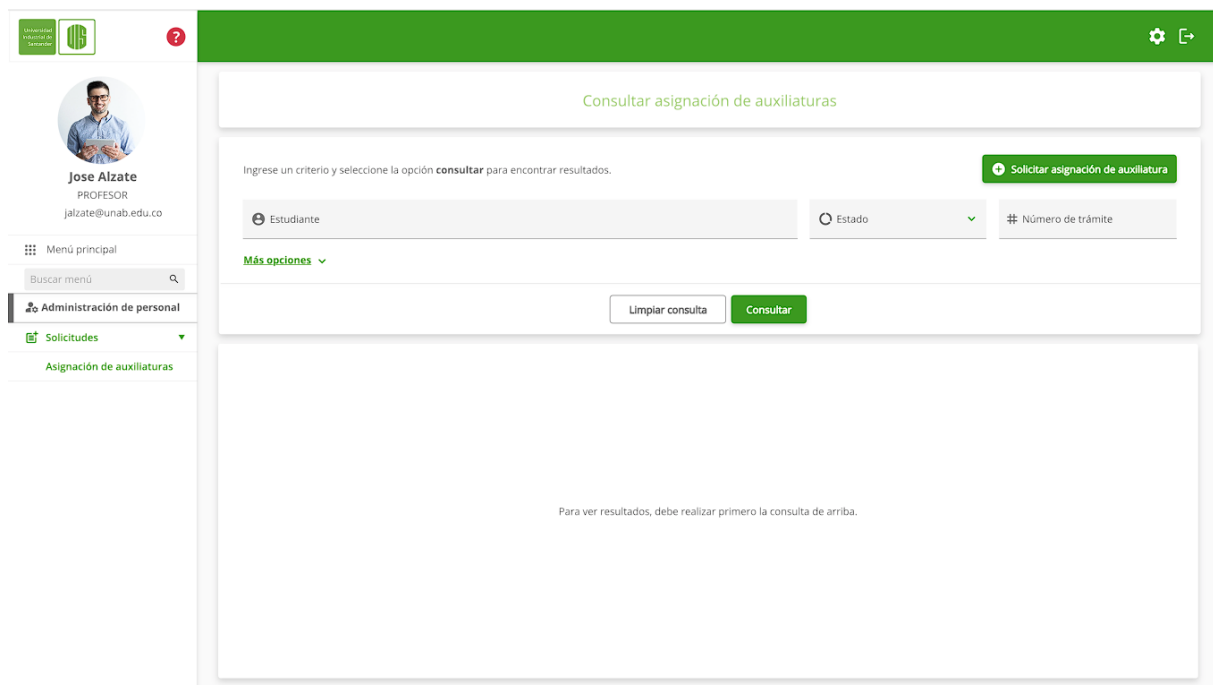 Universidad
Industrial de
Santander
UIS
?
Jose Alzate
PROFESOR
jalzate@unab.edu.co
Menú principal
Buscar menú
Administración de personal
Solicitudes
Asignación de auxiliaturas
Consultar asignación de auxiliaturas
Ingrese un criterio y seleccione la opción consultar para encontrar resultados.
Solicitar asignación de auxiliatura
Estudiante
Estado
# Número de trámite
Más opciones
Limpiar consulta
Consultar
Para ver resultados, debe realizar primero la consulta de arriba.